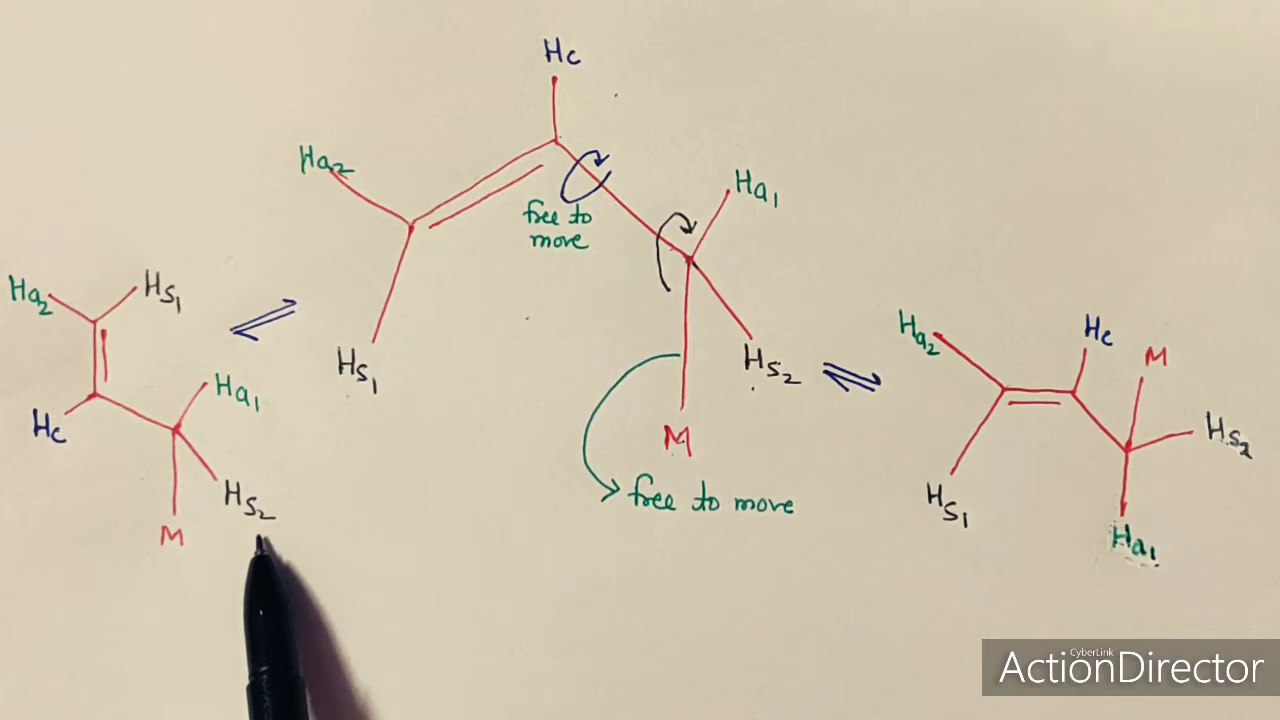 Hc
Ha2
Ha1
free to
move
Hs1
Hs2
M
free to move
Ha2
Hs1
Hc
Ha1
Hs2
M
Ha2
Hc
M
Hs2
Hs1
Ha1
CyberLink
ActionDirector